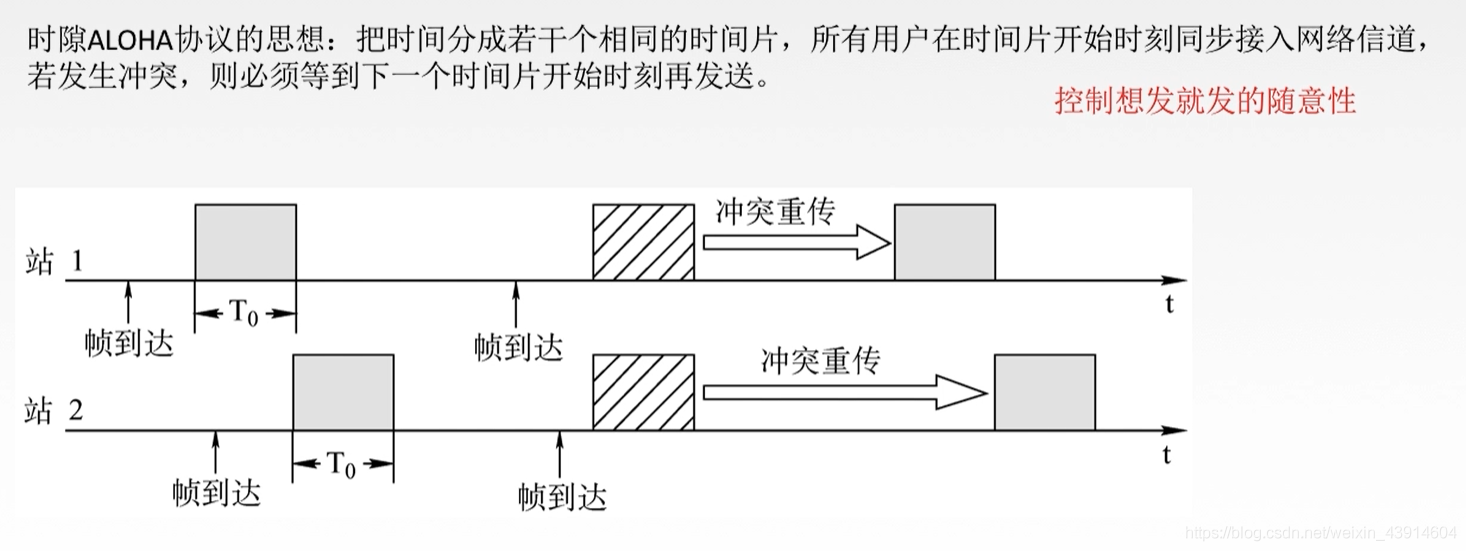 时隙ALOHA协议的思想：把时间分成若干个相同的时间片，所有用户在时间片开始时刻同步接入网络信道，
若发生冲突，则必须等到下一个时间片开始时刻再发送。
控制想发就发的随意性
冲突重传
站 1
T₀
t
帧到达
帧到达
冲突重传
站 2
T₀
t
帧到达
帧到达
https://blog.csdn.net/weixin_43914604